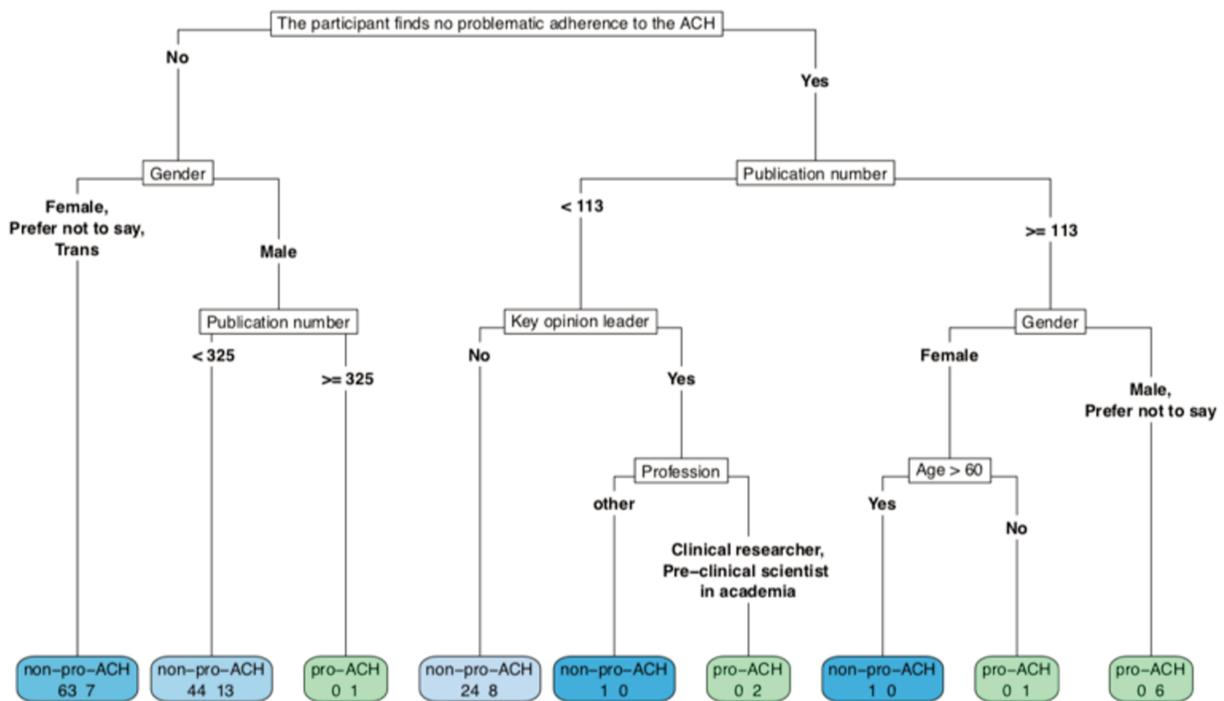 The participant finds no problematic adherence to the ACH
No
Yes
Gender
Publication number
Female,
Prefer not to say,
Trans
Male
< 113
>= 113
Publication number
Key opinion leader
Gender
< 325
>= 325
No
Yes
Female
Male,
Prefer not to say
Profession
Age > 60
other
Clinical researcher,
Pre–clinical scientist
in academia
Yes
No
non–pro–ACH
63 7
non–pro–ACH
44 13
pro–ACH
0 1
non–pro–ACH
24 8
non–pro–ACH
1 0
pro–ACH
0 2
non–pro–ACH
1 0
pro–ACH
0 1
pro–ACH
0 6